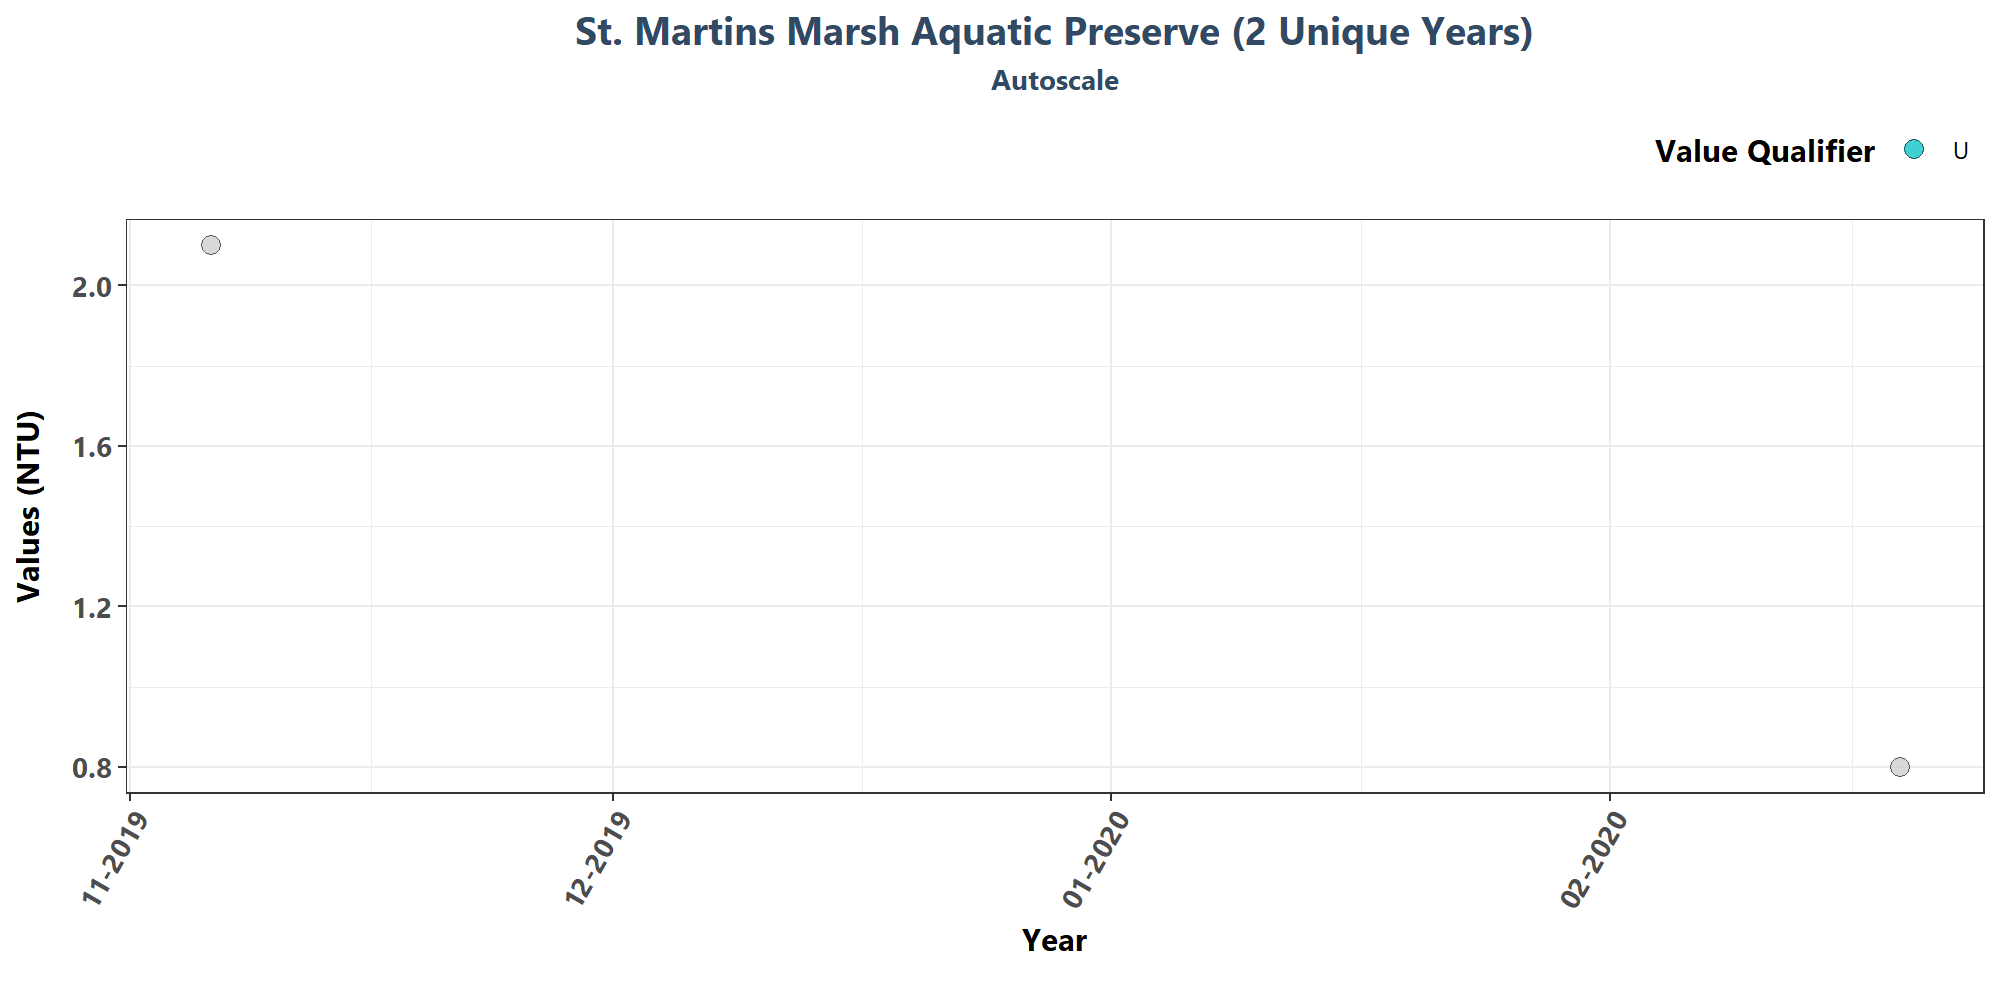 St. Martins Marsh Aquatic Preserve (2 Unique Years)
Autoscale
Value Qualifier U
Values (NTU)
2.0
1.6
1.2
0.8
11-2019 12-2019 01-2020 02-2020
Year